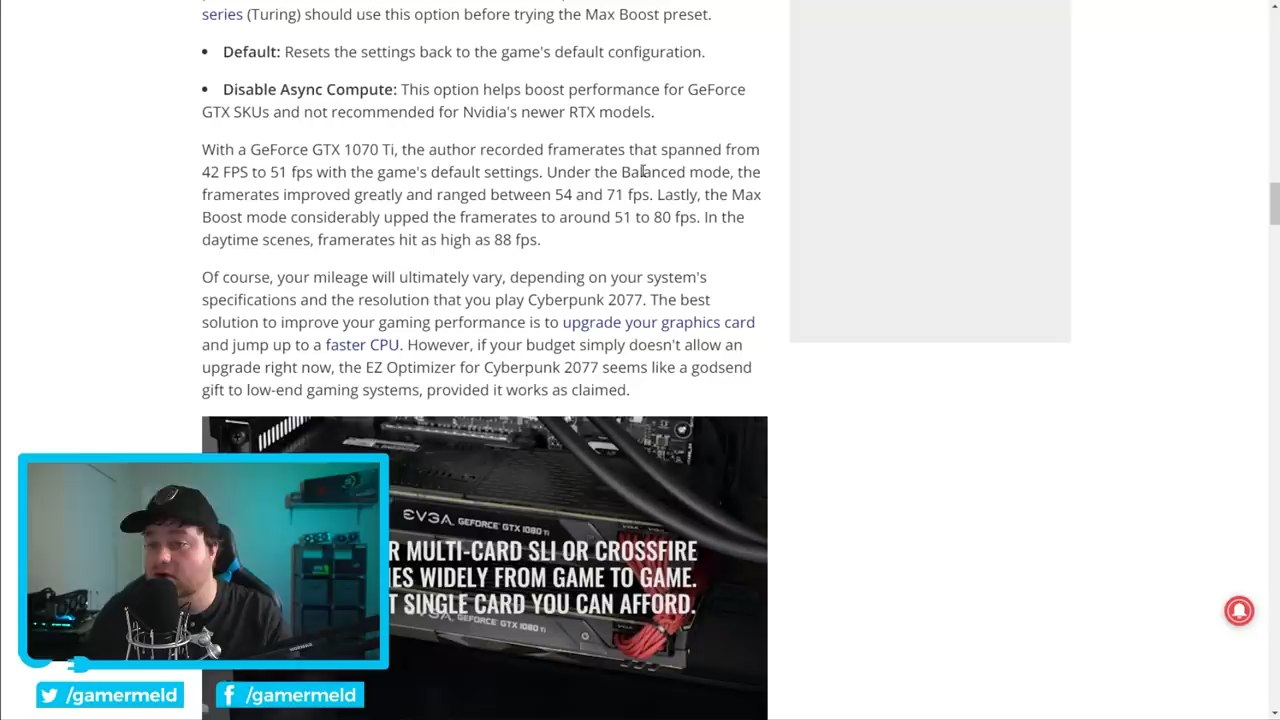 series (Turing) should use this option before trying the Max Boost preset.
• Default: Resets the settings back to the game's default configuration.
• Disable Async Compute: This option helps boost performance for GeForce
GTX SKUs and not recommended for Nvidia's newer RTX models.
With a GeForce GTX 1070 Ti, the author recorded framerates that spanned from
42 FPS to 51 fps with the game's default settings. Under the Balanced mode, the
framerates improved greatly and ranged between 54 and 71 fps. Lastly, the Max
Boost mode considerably upped the framerates to around 51 to 80 fps. In the
daytime scenes, framerates hit as high as 88 fps.
Of course, your mileage will ultimately vary, depending on your system's
specifications and the resolution that you play Cyberpunk 2077. The best
solution to improve your gaming performance is to upgrade your graphics card
and jump up to a faster CPU. However, if your budget simply doesn't allow an
upgrade right now, the EZ Optimizer for Cyberpunk 2077 seems like a godsend
gift to low-end gaming systems, provided it works as claimed.
EVGA GEFORCE GTX 1080 Ti
R MULTI-CARD SLI OR CROSSFIRE
IES WIDELY FROM GAME TO GAME.
T SINGLE CARD YOU CAN AFFORD.
EVGA GEFORCE GTX 1080 Ti
/gamermeld
/gamermeld